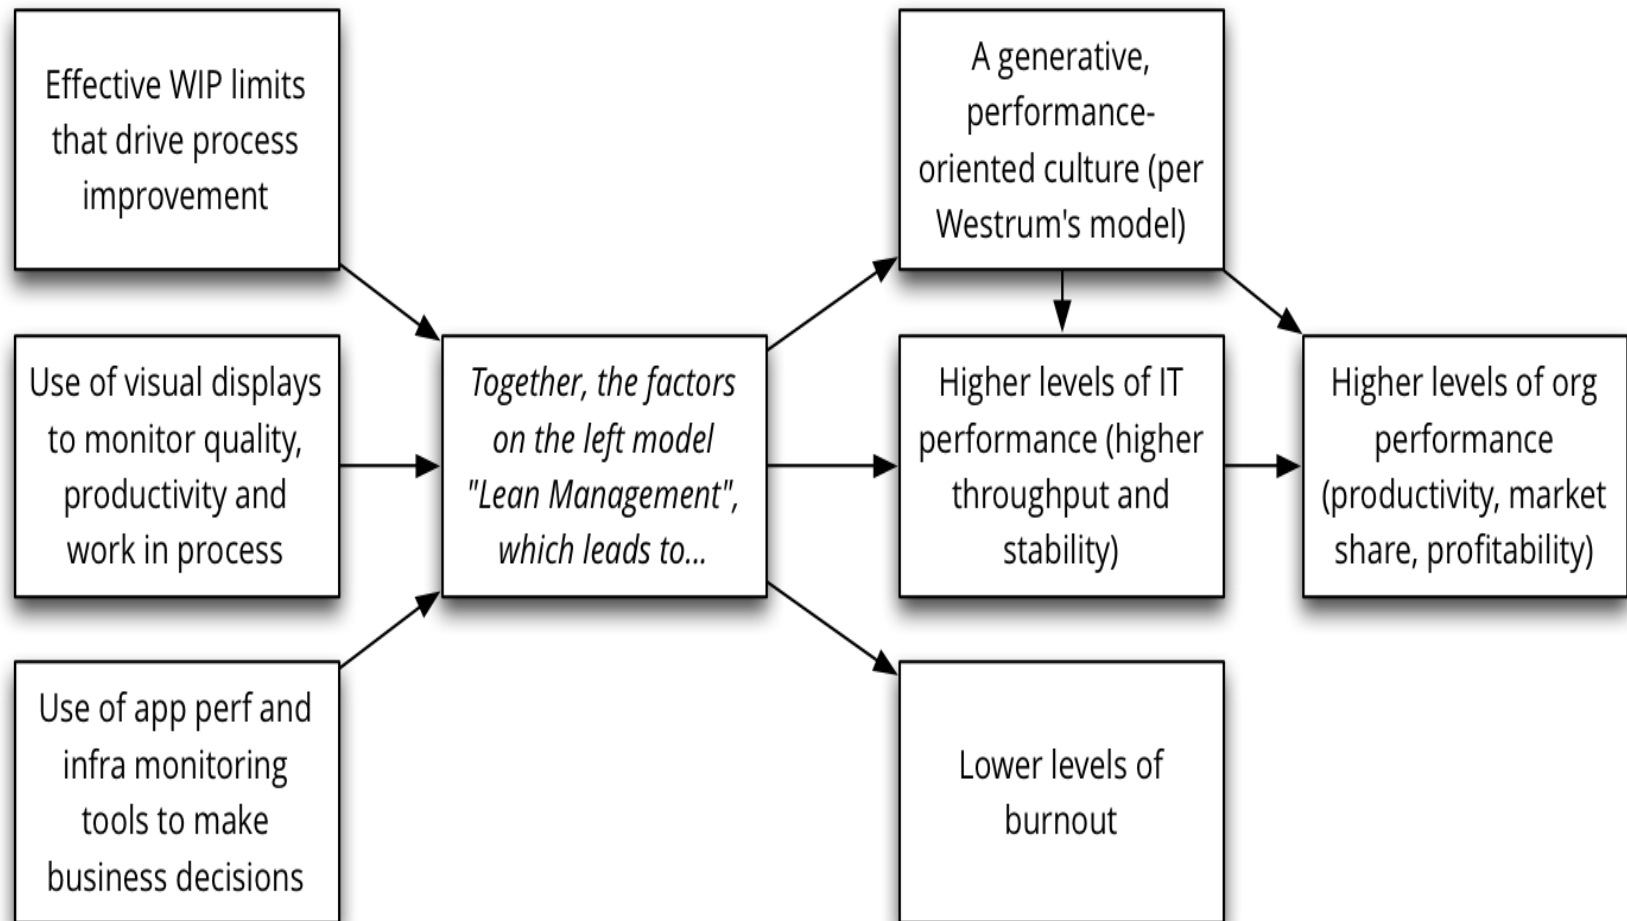 Effective WIP limits
that drive process
improvement
Use of visual displays
to monitor quality,
productivity and
work in process
Use of app perf and
infra monitoring
tools to make
business decisions
Together, the factors
on the left model
"Lean Management",
which leads to...
A generative,
performance-
oriented culture (per
Westrum's model)
Higher levels of IT
performance (higher
throughput and
stability)
Lower levels of
burnout
Higher levels of org
performance
(productivity, market
share, profitability)